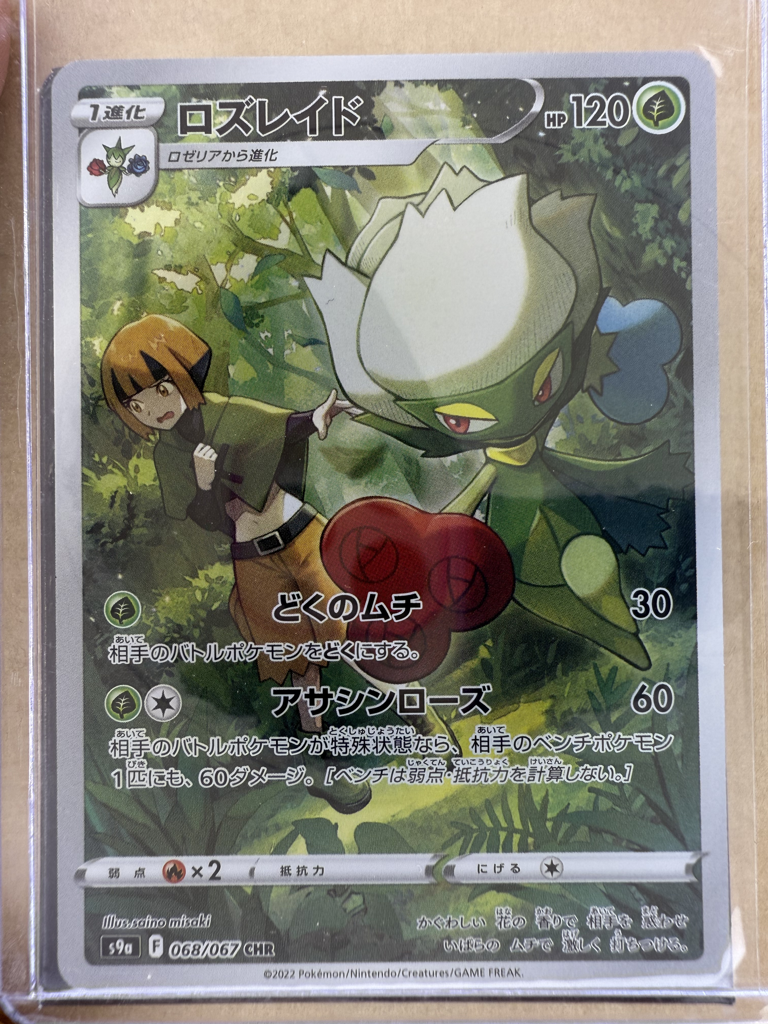 1進化
ロズレイド
HP 120
ロゼリアから進化
どくのムチ 30
相手のバトルポケモンをどくにする。
アサシンローズ 60
相手のバトルポケモンが特殊状態なら、相手のベンチポケモン
1匹にも、60ダメージ。[ベンチは弱点・抵抗力を計算しない。]
弱点 ×2 抵抗力 にげる
Illus.saino misaki
かぐわしい 花の 香りで 相手を 惑わせ
いばらの ムチで 激しく 打ちつける。
s9a F 068/067 CHR
©2022 Pokémon/Nintendo/Creatures/GAME FREAK.